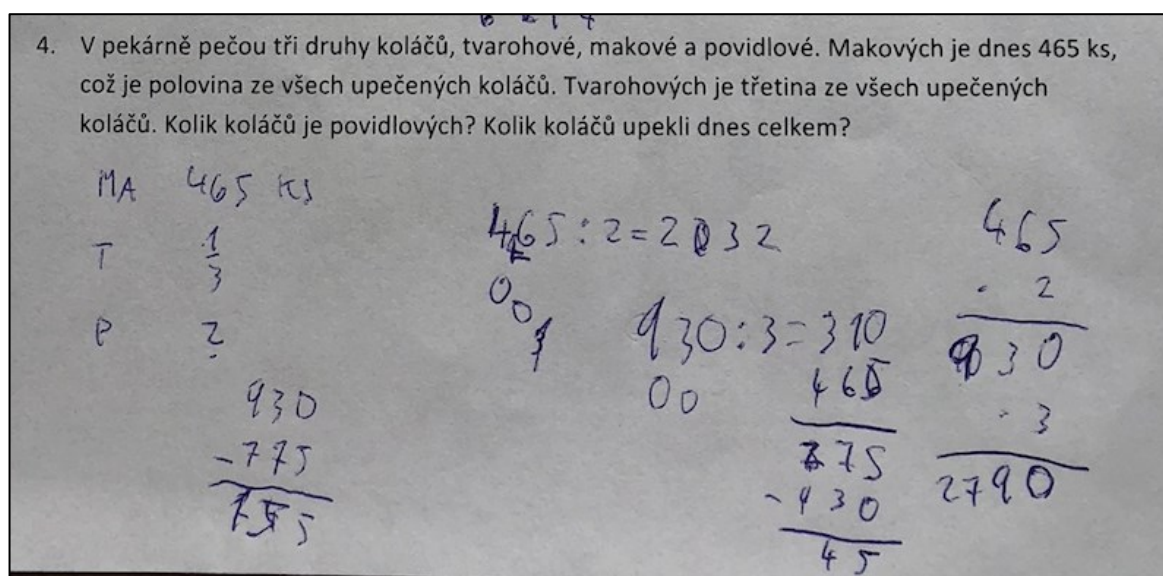 4. V pekárně pečou tři druhy koláčů, tvarohové, makové a povidlové. Makových je dnes 465 ks,
což je polovina ze všech upečených koláčů. Tvarohových je třetina ze všech upečených
koláčů. Kolik koláčů je povidlových? Kolik koláčů upekli dnes celkem?
MA 465 ks
T 1/3
P ?
930
-775
155
465:2=2032
00
1
930:3=310
00
465
775
-930
45
465
· 2
930
· 3
2790